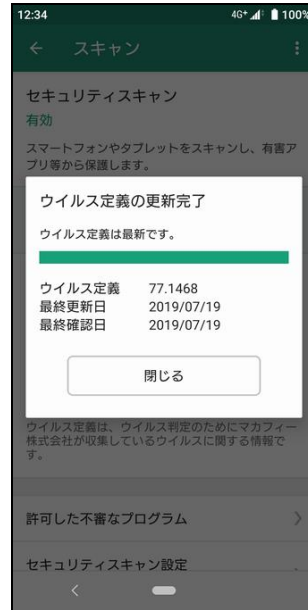 12:34
4G+ 100%
スキャン
セキュリティスキャン
有効
スマートフォンやタブレットをスキャンし、有害ア
プリ等から保護します。
ウイルス定義の更新完了
ウイルス定義は最新です。
ウイルス定義 77.1468
最終更新日 2019/07/19
最終確認日 2019/07/19
閉じる
ウイルス定義は、ウイルス判定のためにマカフィー
株式会社が収集しているウイルスに関する情報で
す。
許可した不審なプログラム
セキュリティスキャン設定